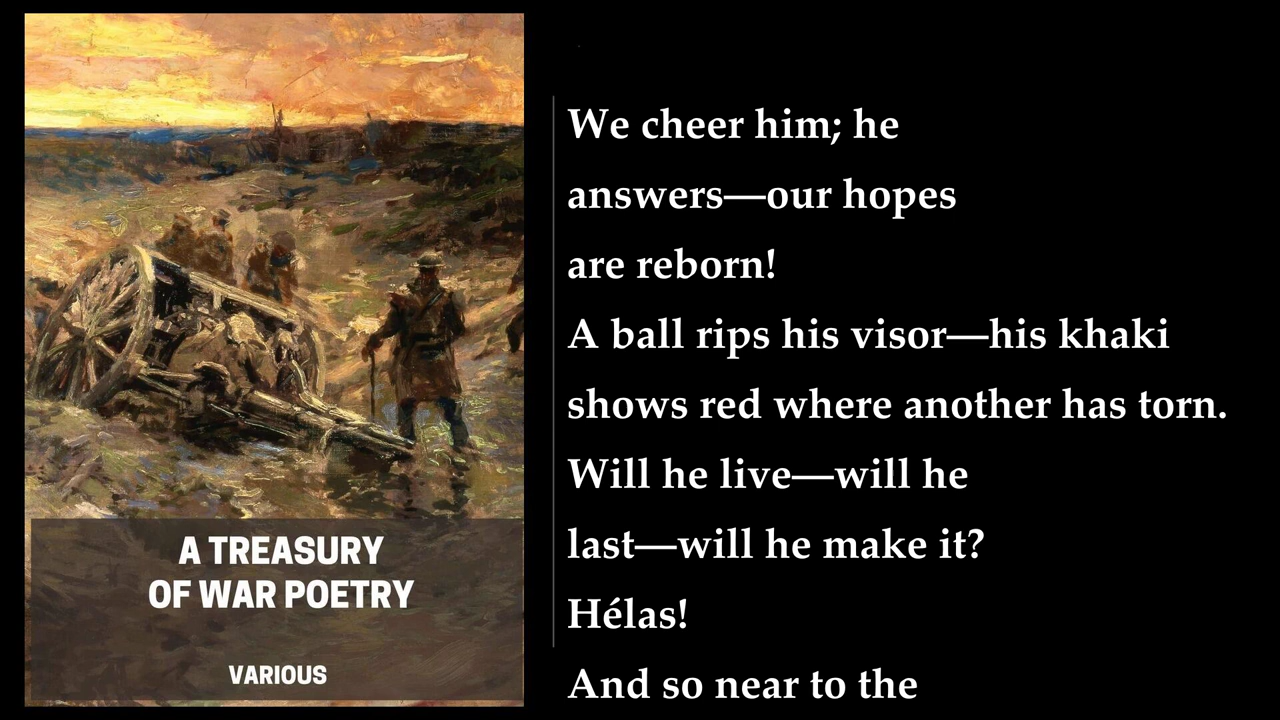 A TREASURY
OF WAR POETRY
VARIOUS
We cheer him; he
answers—our hopes
are reborn!
A ball rips his visor—his khaki
shows red where another has torn.
Will he live—will he
last—will he make it?
Hélas!
And so near to the